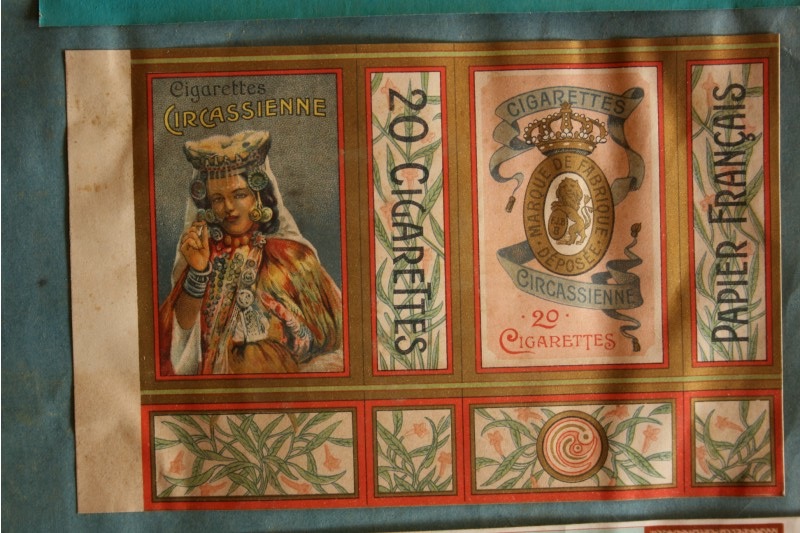 Cigarettes
CIRCASSIENNE
20 CIGARETTES
CIGARETTES
MARQUE DE FABRIQUE
DÉPOSÉE
CIRCASSIENNE
· 20 ·
CIGARETTES
PAPIER FRANÇAIS